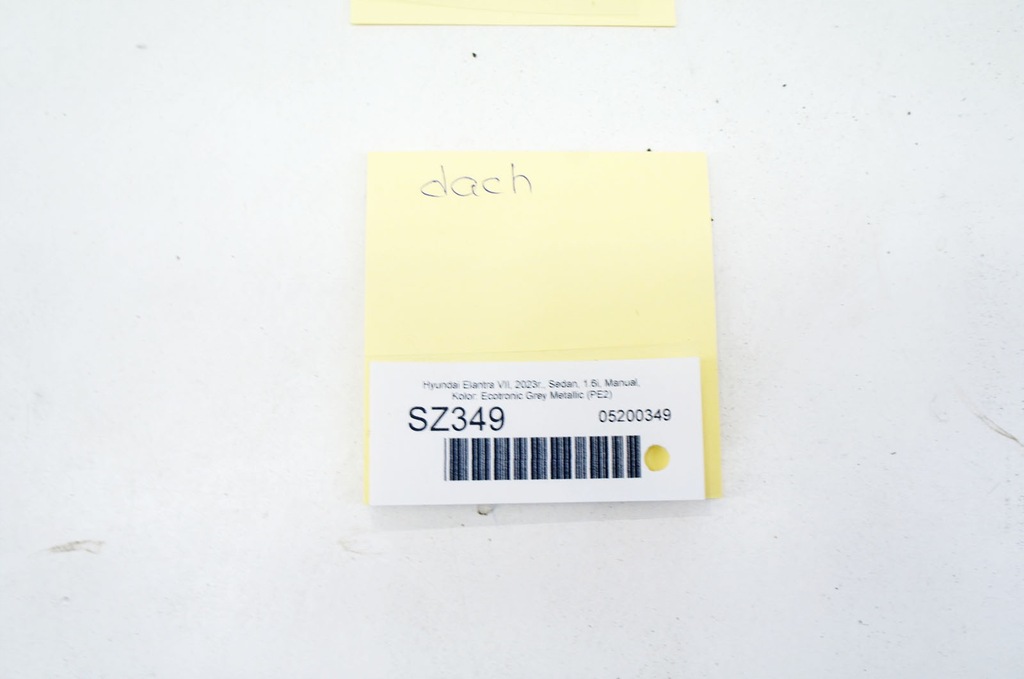 dach
Hyundai Elantra VII, 2023r., Sedan, 1.6i, Manual,
Kolor: Ecotronic Grey Metallic (PE2)
SZ349 05200349